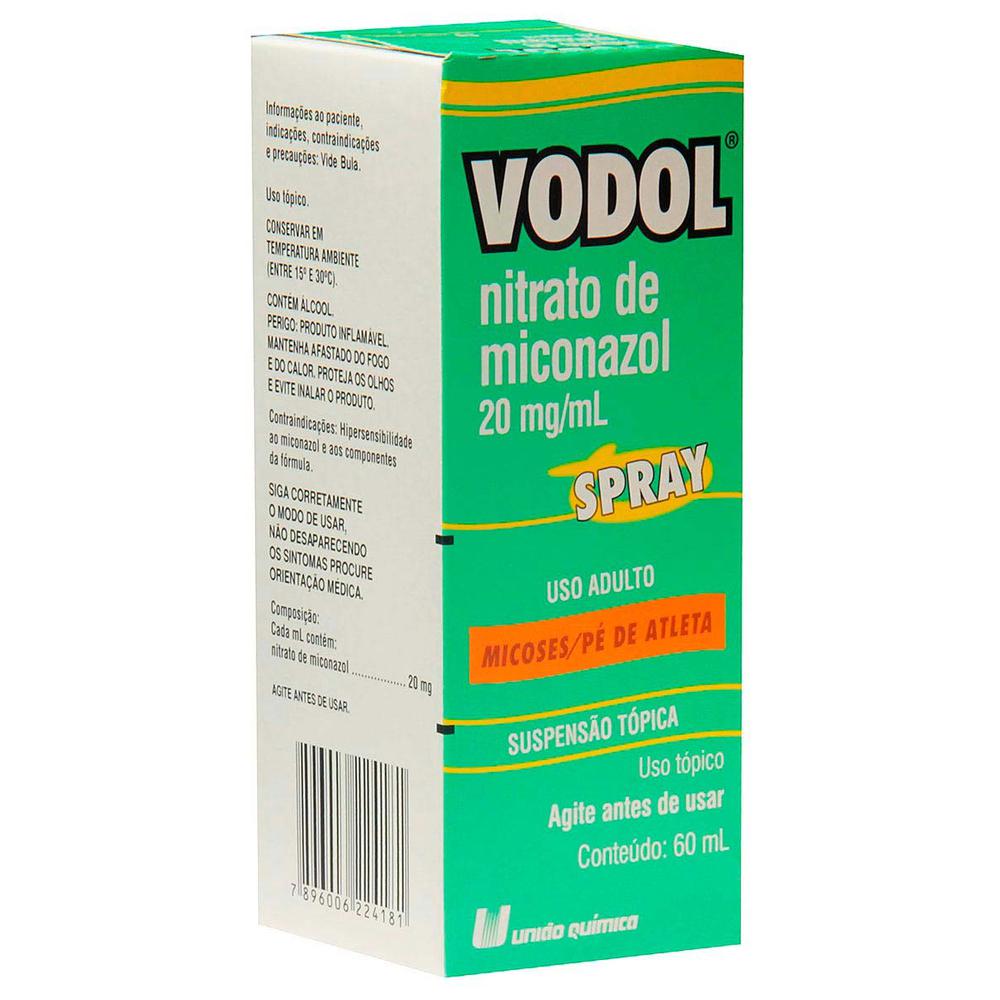 Informações ao paciente,
indicações, contraindicações
e precauções: Vide Bula.
Uso tópico.
CONSERVAR EM
TEMPERATURA AMBIENTE
(ENTRE 15º E 30ºC).
CONTÉM ÁLCOOL.
PERIGO: PRODUTO INFLAMÁVEL.
MANTENHA AFASTADO DO FOGO
E DO CALOR. PROTEJA OS OLHOS
E EVITE INALAR O PRODUTO.
Contraindicações: Hipersensibilidade
ao miconazol e aos componentes
da fórmula.
SIGA CORRETAMENTE
O MODO DE USAR,
NÃO DESAPARECENDO
OS SINTOMAS PROCURE
ORIENTAÇÃO MÉDICA.
Composição:
Cada mL contém:
nitrato de miconazol ................. 20 mg
AGITE ANTES DE USAR.
7 896006 224181
VODOL®
nitrato de
miconazol
20 mg/mL
SPRAY
USO ADULTO
MICOSES/PÉ DE ATLETA
SUSPENSÃO TÓPICA
Uso tópico
Agite antes de usar
Conteúdo: 60 mL
união química